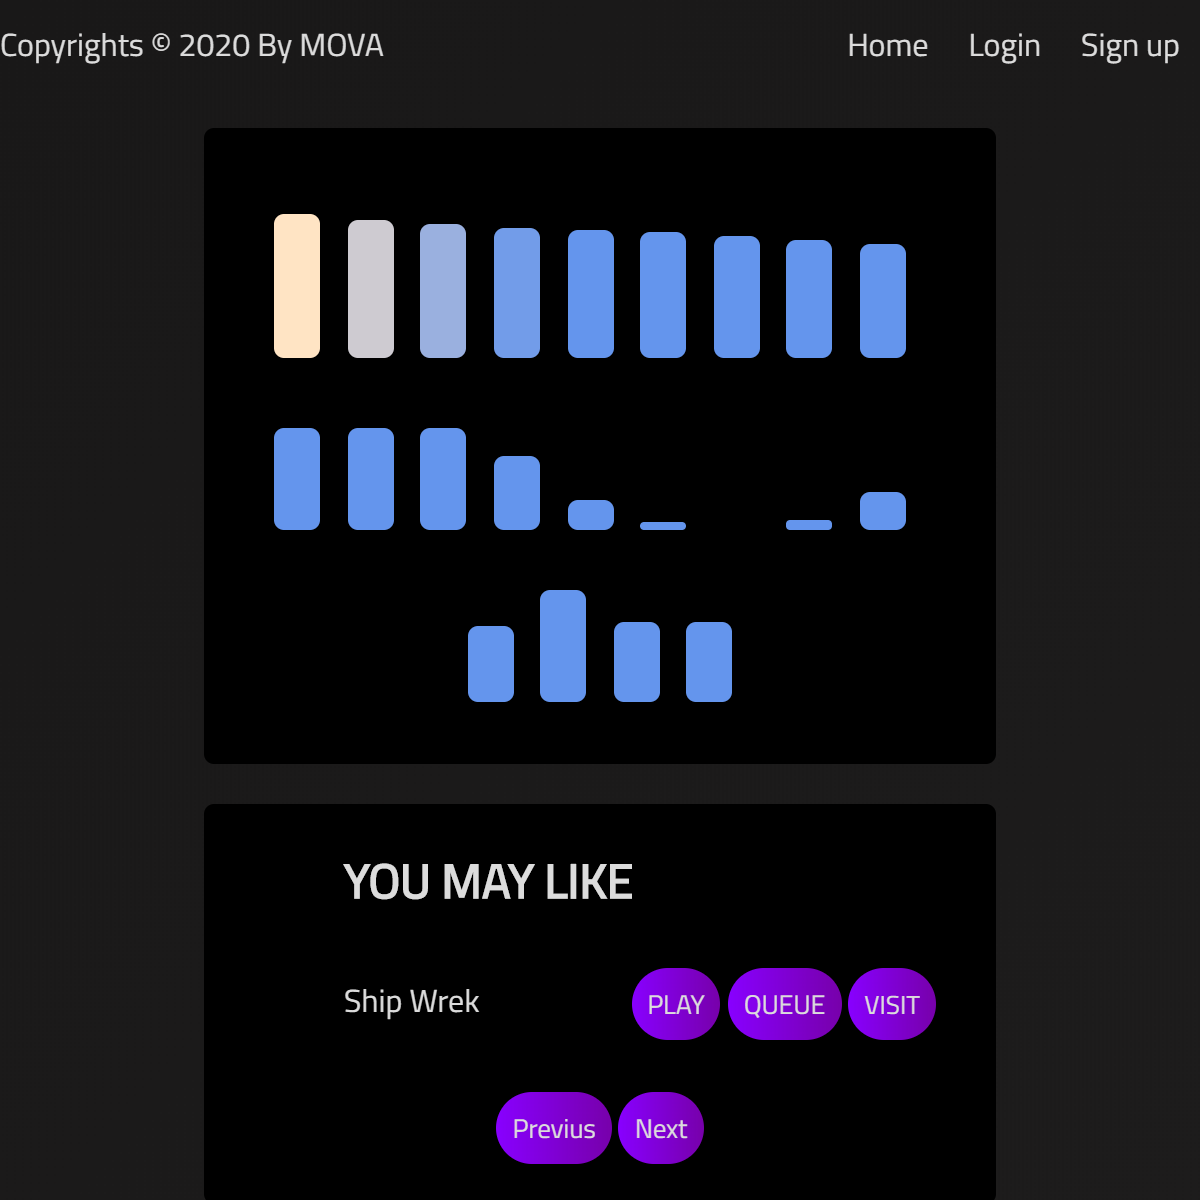 Copyrights © 2020 By MOVA Home Login Sign up
YOU MAY LIKE
Ship Wrek PLAY QUEUE VISIT
Previus Next